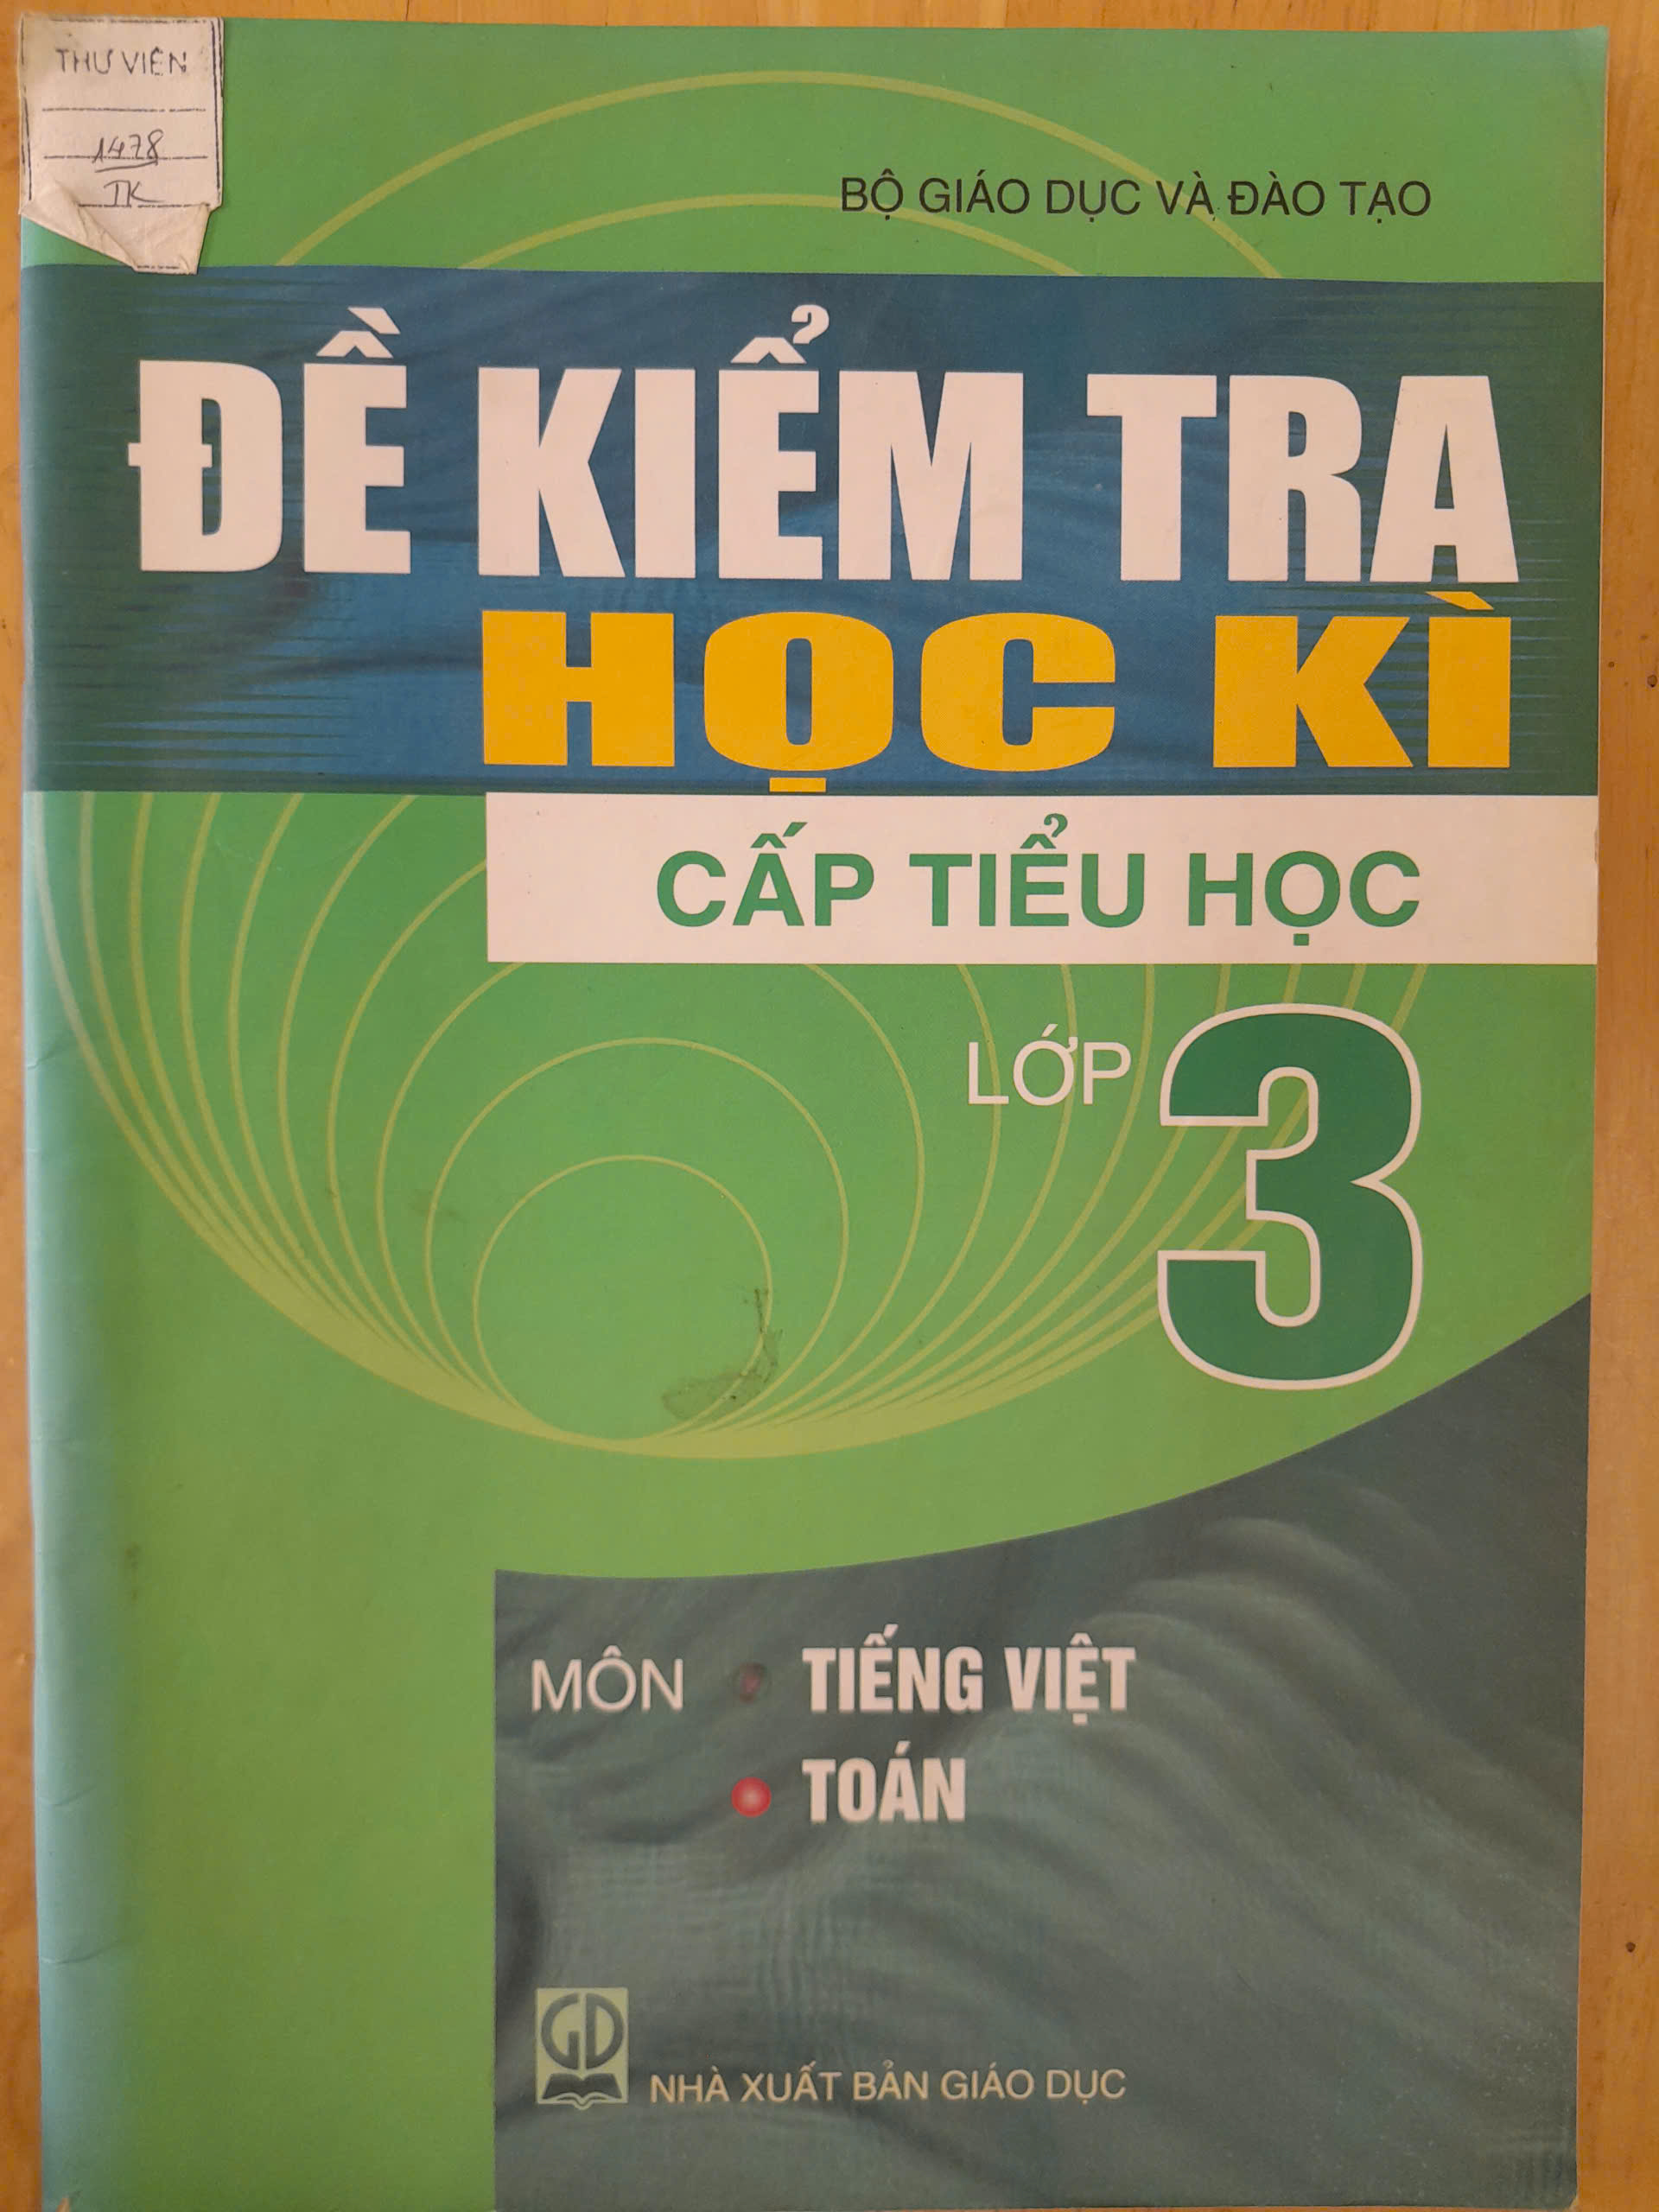 THƯ VIỆN
1478
TK
BỘ GIÁO DỤC VÀ ĐÀO TẠO
ĐỀ KIỂM TRA
HỌC KÌ
CẤP TIỂU HỌC
LỚP 3
MÔN • TIẾNG VIỆT
• TOÁN
GD
NHÀ XUẤT BẢN GIÁO DỤC